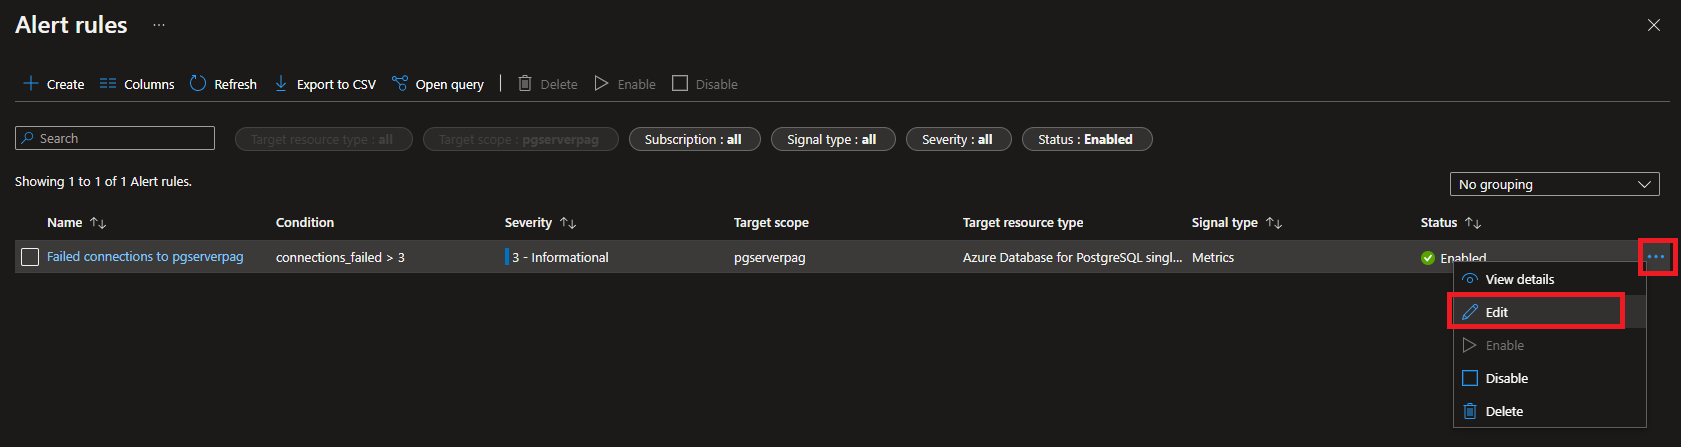 Alert rules ...
Create Columns Refresh Export to CSV Open query | Delete Enable Disable
Search Target resource type : all Target scope : pgserverpag Subscription : all Signal type : all Severity : all Status : Enabled
Showing 1 to 1 of 1 Alert rules.
No grouping
Name ↑↓ Condition Severity ↑↓ Target scope Target resource type Signal type ↑↓ Status ↑↓
Failed connections to pgserverpag connections_failed > 3 3 - Informational pgserverpag Azure Database for PostgreSQL singl... Metrics Enabled ...
View details
Edit
Enable
Disable
Delete